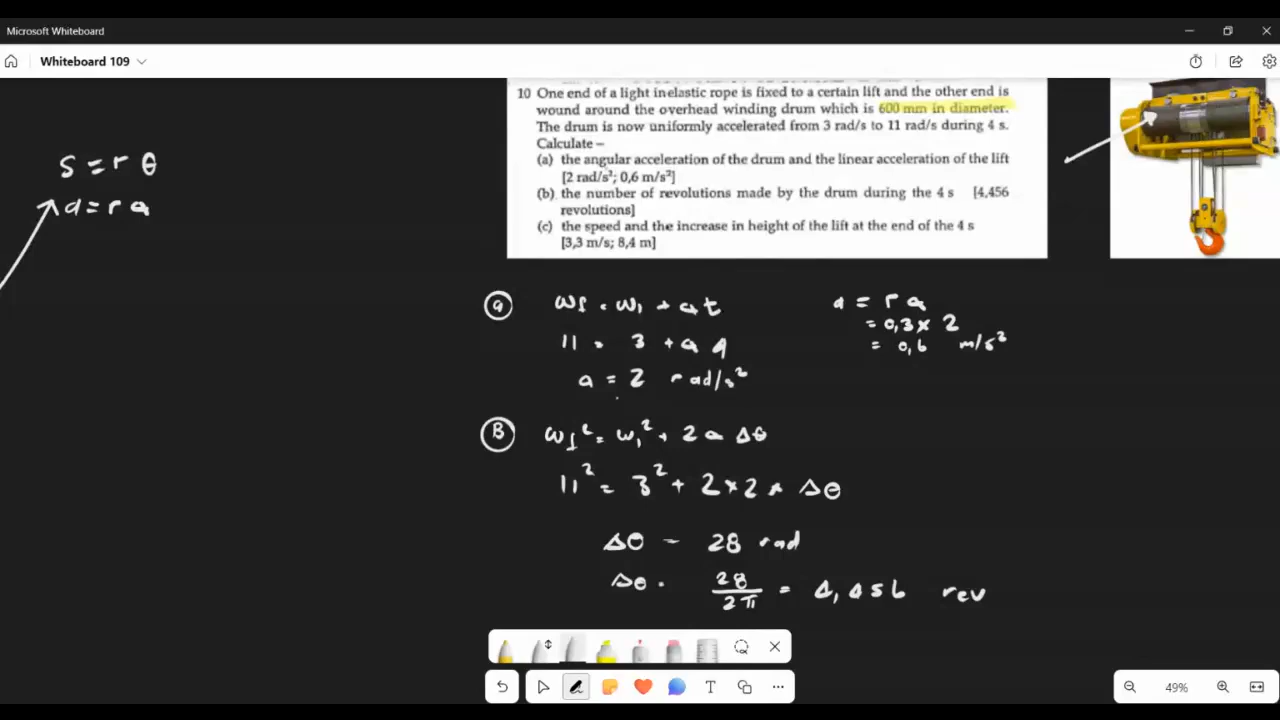 Microsoft Whiteboard
Whiteboard 109
10 One end of a light inelastic rope is fixed to a certain lift and the other end is
wound around the overhead winding drum which is 600 mm in diameter.
The drum is now uniformly accelerated from 3 rad/s to 11 rad/s during 4 s.
Calculate –
(a) the angular acceleration of the drum and the linear acceleration of the lift
[2 rad/s²; 0,6 m/s²]
(b) the number of revolutions made by the drum during the 4 s [4,456
revolutions]
(c) the speed and the increase in height of the lift at the end of the 4 s
[3,3 m/s; 8,4 m]
s = r θ
a = r α
a
ωf = ω1 + αt
11 = 3 + α 4
α = 2 rad/s²
a = r α
= 0,3 × 2
= 0,6 m/s²
B
ωf² = ω1² + 2 α Δθ
11² = 3² + 2 × 2 × Δθ
Δθ = 28 rad
Δθ = 28/2π = 4,456 rev
49%